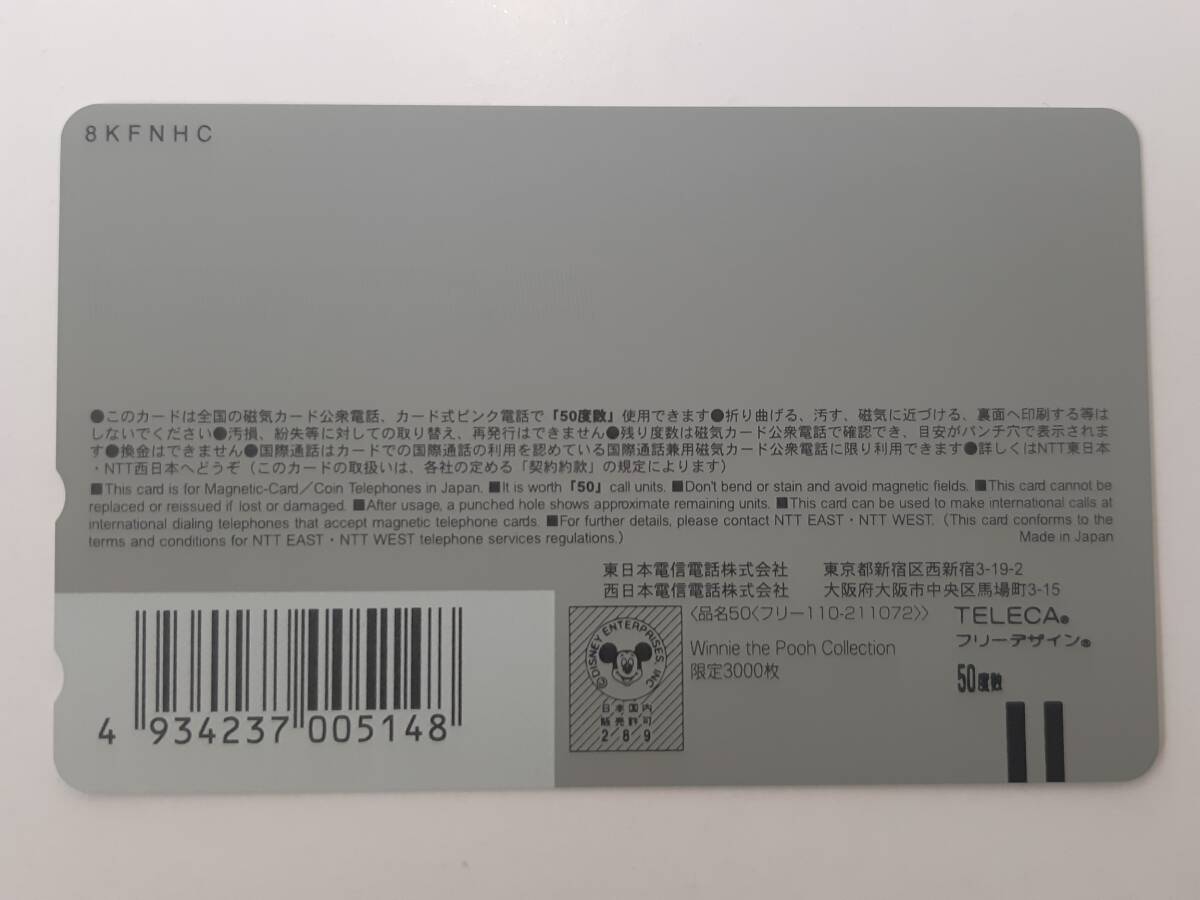 8KFNHC
●このカードは全国の磁気カード公衆電話、カード式ピンク電話で「50度数」使用できます●折り曲げる、汚す、磁気に近づける、裏面へ印刷する等は
しないでください●汚損、紛失等に対しての取り替え、再発行はできません●残り度数は磁気カード公衆電話で確認でき、目安がパンチ穴で表示されま
す●換金はできません●国際通話はカードでの国際通話の利用を認めている国際通話兼用磁気カード公衆電話に限り利用できます●詳しくはNTT東日本
・NTT西日本へどうぞ（このカードの取扱いは、各社の定める「契約約款」の規定によります）
■This card is for Magnetic-Card／Coin Telephones in Japan. ■It is worth「50」call units. ■Don't bend or stain and avoid magnetic fields. ■This card cannot be
replaced or reissued if lost or damaged. ■After usage, a punched hole shows approximate remaining units. ■This card can be used to make international calls at
international dialing telephones that accept magnetic telephone cards. ■For further details, please contact NTT EAST・NTT WEST.（This card conforms to the
terms and conditions for NTT EAST・NTT WEST telephone services regulations.） Made in Japan
東日本電信電話株式会社 東京都新宿区西新宿3-19-2
西日本電信電話株式会社 大阪府大阪市中央区馬場町3-15
〈品名50〈フリー110-211072〉〉
Winnie the Pooh Collection
限定3000枚
TELECA®
フリーデザイン®
50度数
©DISNEY ENTERPRISES, INC
日本国内
販売許可
289
4 934237 005148